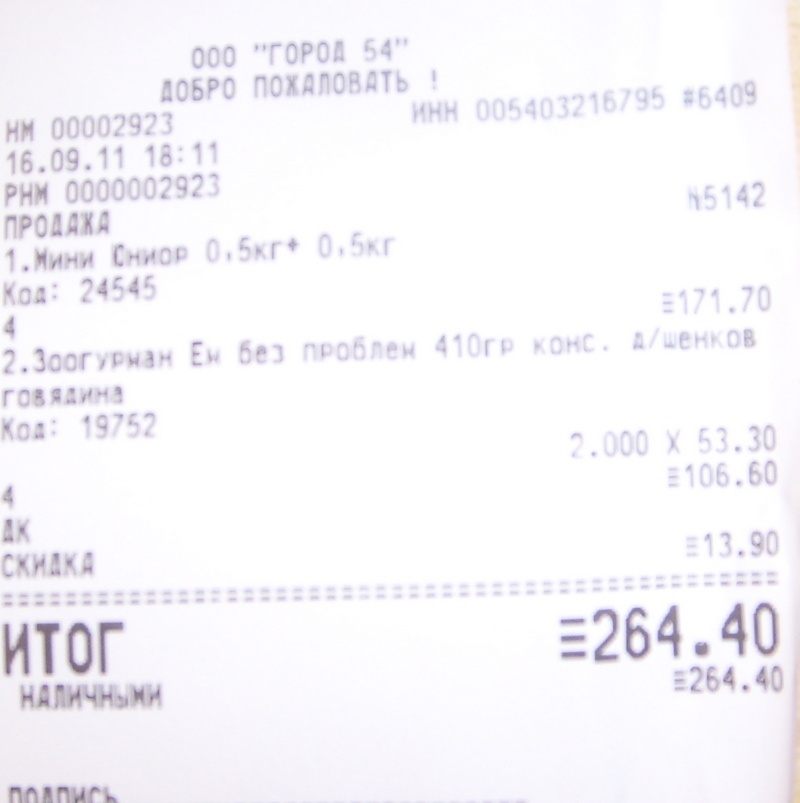 ООО "ГОРОД 54"
ДОБРО ПОЖАЛОВАТЬ !
НМ 00002923 ИНН 005403216795 #6409
16.09.11 18:11
РНМ 0000002923
ПРОДАЖА №5142
1.Мини Юниор 0.5кг+ 0.5кг
Код: 24545
4 ≡171.70
2.Зоогурман Ем без проблем 410гр конс. д/щенков
говядина
Код: 19752
2.000 X 53.30
4 ≡106.60
ДК
СКИДКА ≡13.90
ИТОГ ≡264.40
НАЛИЧНЫМИ ≡264.40
ПОДПИСЬ